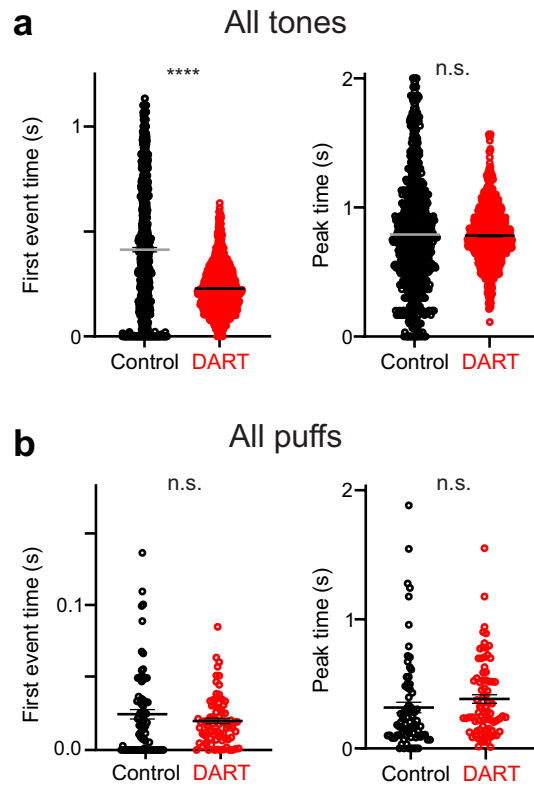 a
All tones
****
n.s.
First event time (s)
1
0
Control
DART
Peak time (s)
2
1
0
Control
DART
b
All puffs
n.s.
n.s.
First event time (s)
0.1
0.0
Control
DART
Peak time (s)
2
1
0
Control
DART